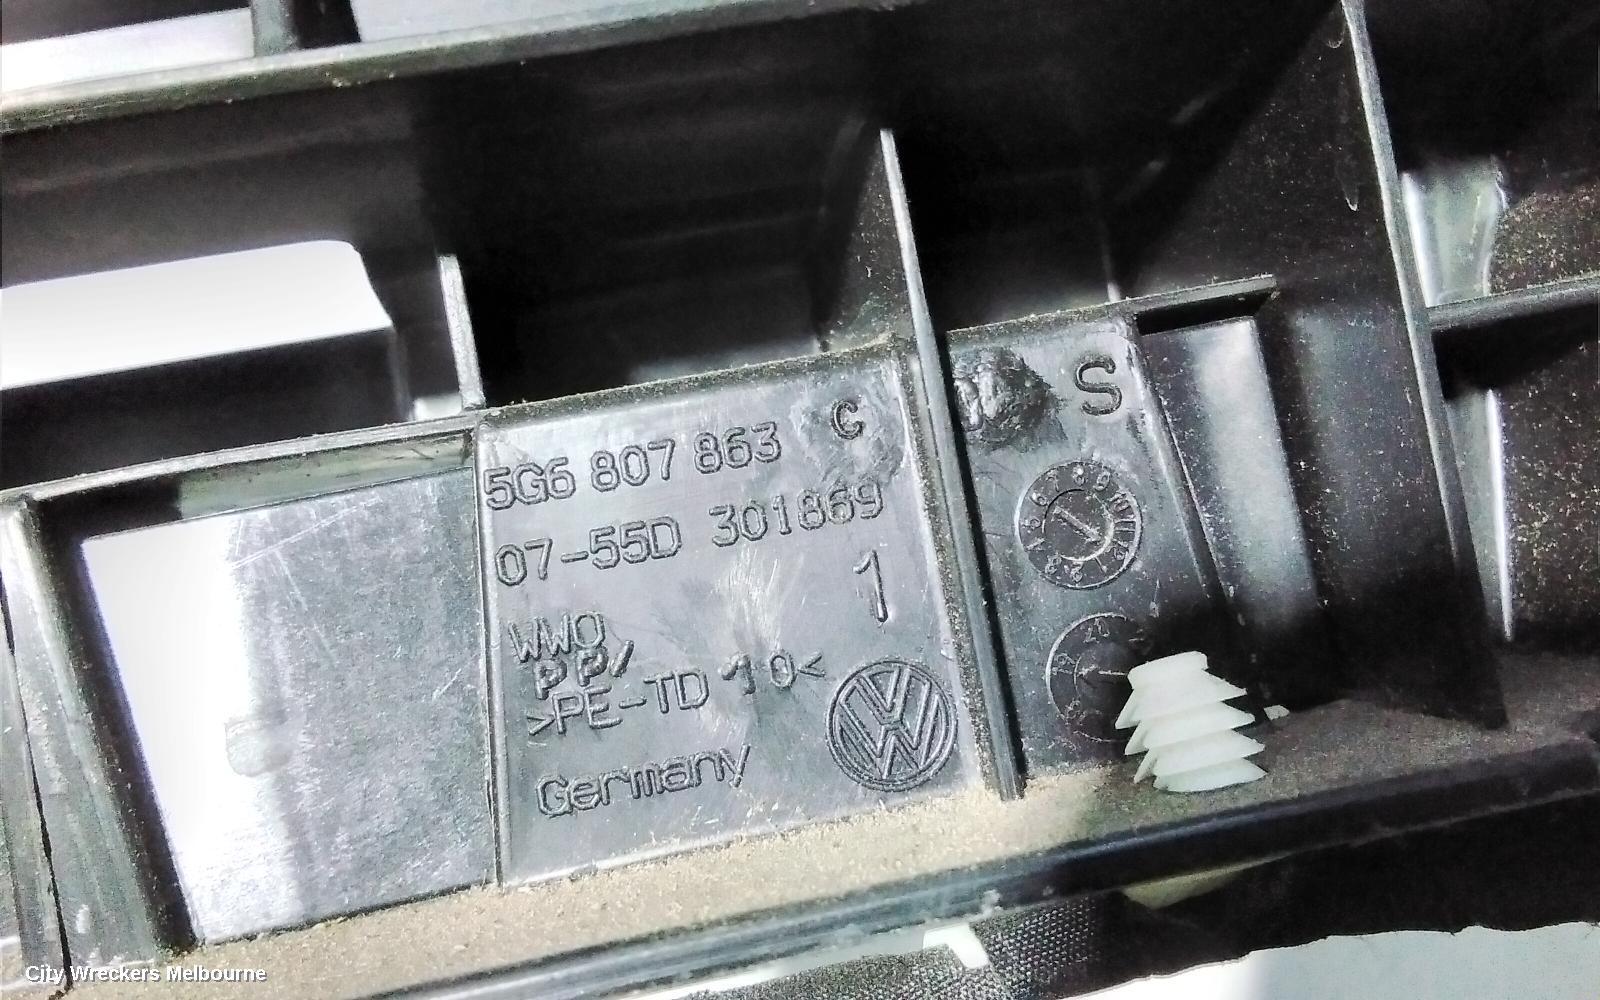 5G6 807 863 C
07-55D 301869
1
WWO
PP/
>PE-TD 10<
Germany
S
City Wreckers Melbourne